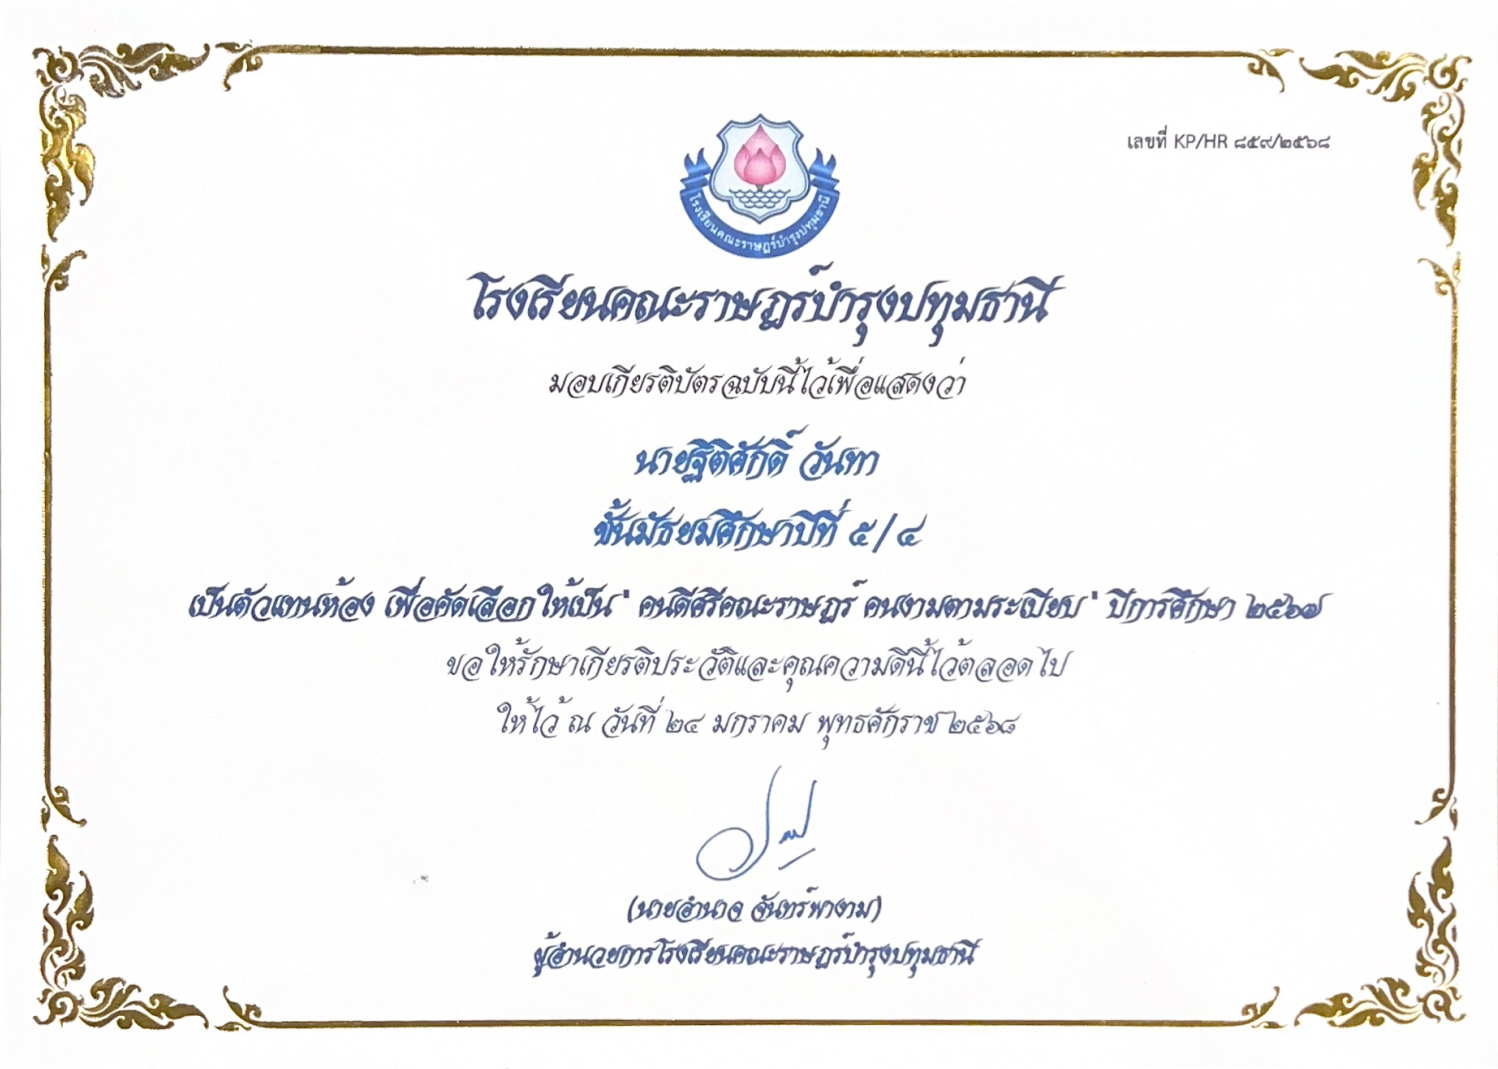 เลขที่ KP/HR ๘๕๙/๒๕๖๘
โรงเรียนคณะราษฎร์บำรุงปทุมธานี
โรงเรียนคณะราษฎร์บำรุงปทุมธานี
มอบเกียรติบัตรฉบับนี้ไว้เพื่อแสดงว่า
นายฐิติศักดิ์ วันทา
ชั้นมัธยมศึกษาปีที่ ๕/๔
เป็นตัวแทนห้อง เพื่อคัดเลือกให้เป็น " คนดีศรีคณะราษฎร์ คนงามตามระเบียบ " ปีการศึกษา ๒๕๖๗
ขอให้รักษาเกียรติประวัติและคุณความดีนี้ไว้ตลอดไป
ให้ไว้ ณ วันที่ ๒๔ มกราคม พุทธศักราช ๒๕๖๘
(นายอำนาจ จันทร์พางาม)
ผู้อำนวยการโรงเรียนคณะราษฎร์บำรุงปทุมธานี